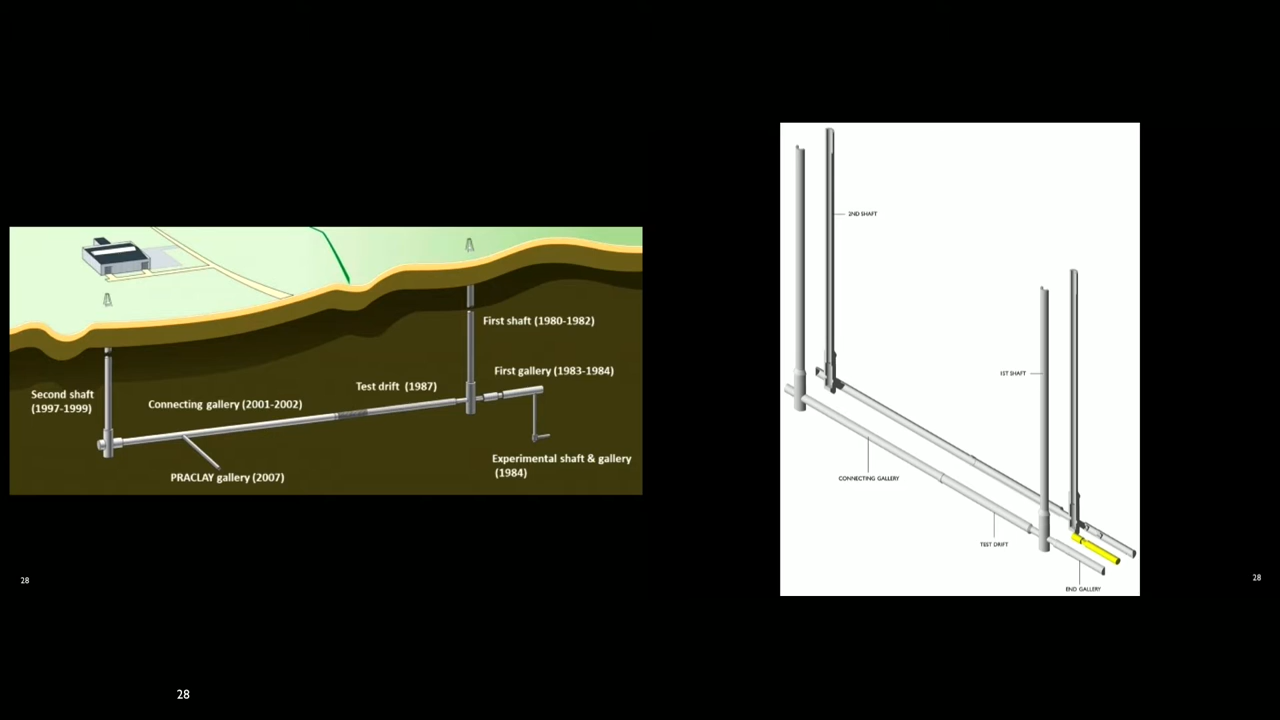 First shaft (1980-1982)
First gallery (1983-1984)
Test drift (1987)
Second shaft
(1997-1999)
Connecting gallery (2001-2002)
Experimental shaft & gallery
(1984)
PRACLAY gallery (2007)
28
2ND SHAFT
1ST SHAFT
CONNECTING GALLERY
TEST DRIFT
END GALLERY
28
28